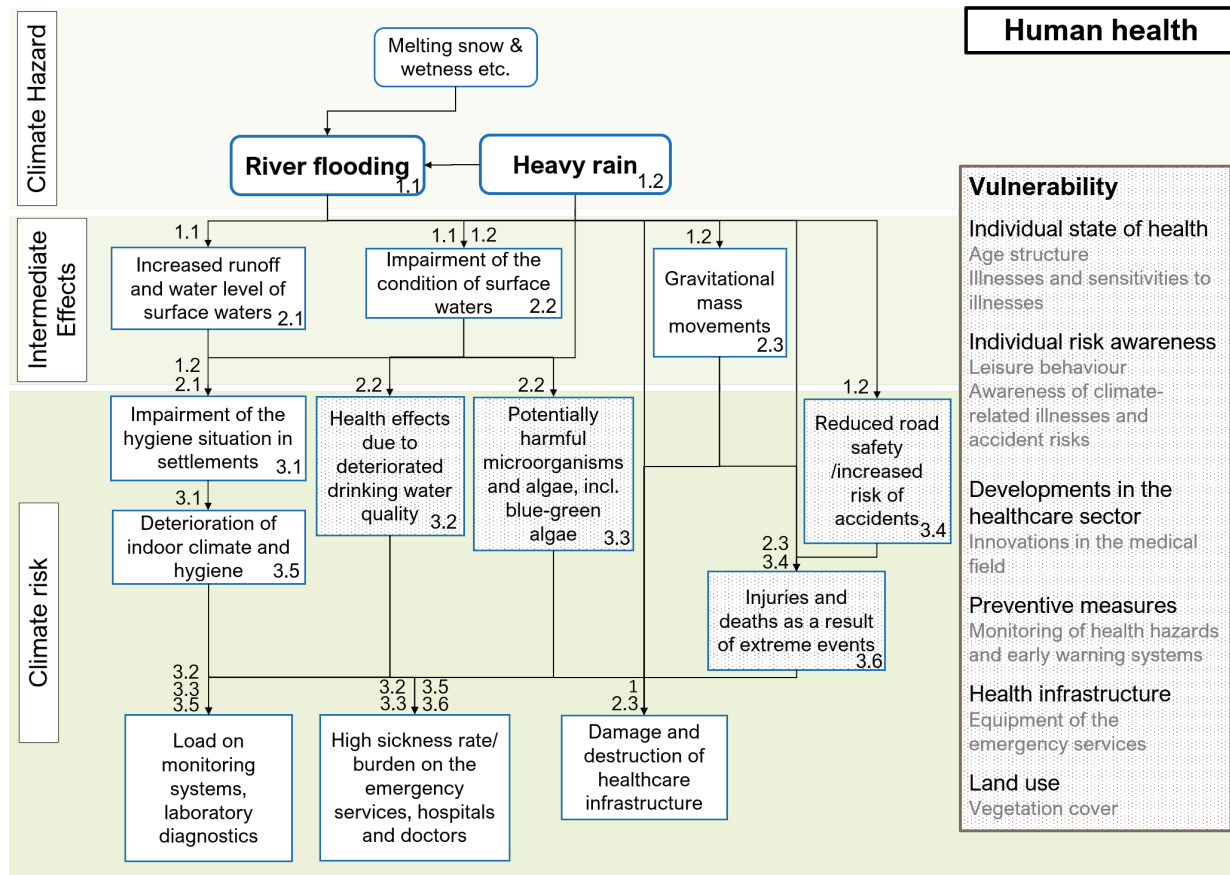 Human health
Climate Hazard
Melting snow &
wetness etc.
River flooding
1.1
Heavy rain
1.2
Intermediate
Effects
1.1
Increased runoff
and water level of
surface waters
2.1
1.1
1.2
Impairment of the
condition of surface
waters
2.2
1.2
Gravitational
mass
movements
2.3
Climate risk
1.2
2.1
Impairment of the
hygiene situation in
settlements
3.1
2.2
Health effects
due to
deteriorated
drinking water
quality
3.2
2.2
Potentially
harmful
microorganisms
and algae, incl.
blue-green
algae
3.3
1.2
Reduced road
safety
/increased
risk of
accidents
3.4
3.1
Deterioration of
indoor climate and
hygiene
3.5
2.3
3.4
Injuries and
deaths as a result
of extreme events
3.6
3.2
3.3
3.5
Load on
monitoring
systems,
laboratory
diagnostics
3.2
3.3
3.5
3.6
High sickness rate/
burden on the
emergency
services, hospitals
and doctors
1
2.3
Damage and
destruction of
healthcare
infrastructure
Vulnerability
Individual state of health
Age structure
Illnesses and sensitivities to
illnesses
Individual risk awareness
Leisure behaviour
Awareness of climate-
related illnesses and
accident risks
Developments in the
healthcare sector
Innovations in the medical
field
Preventive measures
Monitoring of health hazards
and early warning systems
Health infrastructure
Equipment of the
emergency services
Land use
Vegetation cover